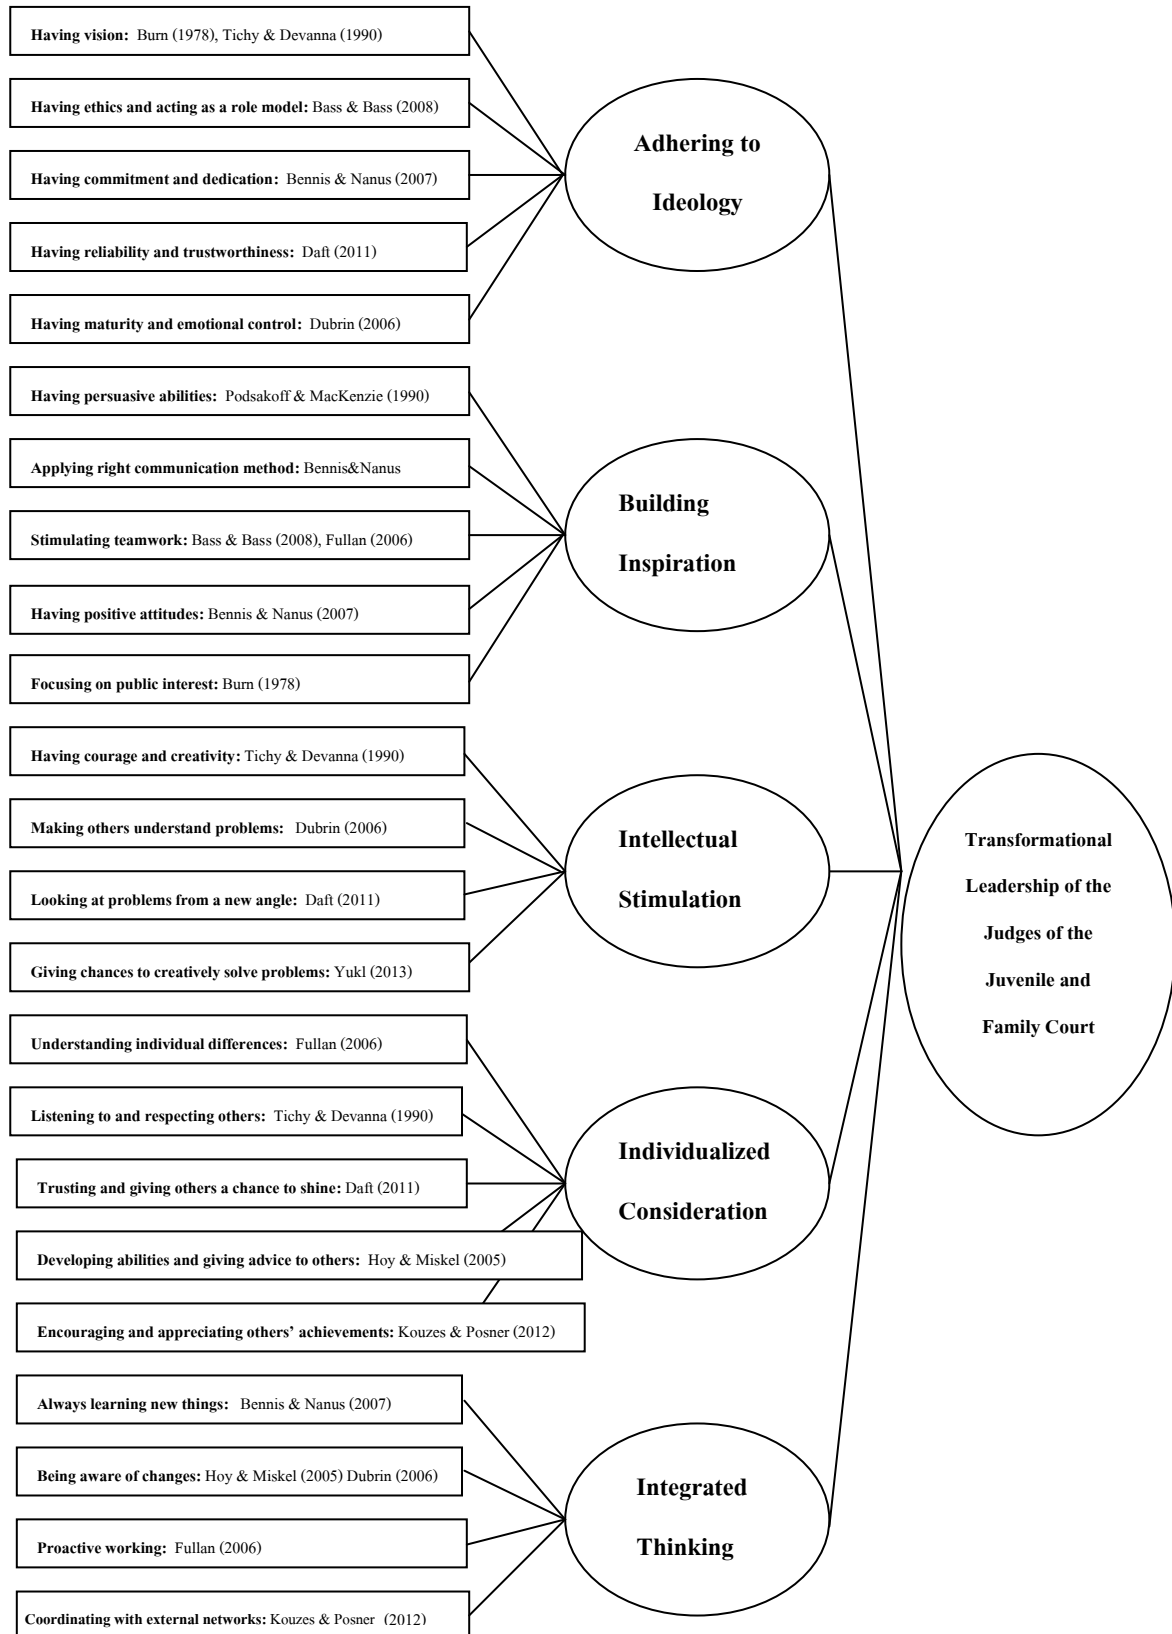 Having vision: Burn (1978), Tichy & Devanna (1990)
Having ethics and acting as a role model: Bass & Bass (2008)
Having commitment and dedication: Bennis & Nanus (2007)
Having reliability and trustworthiness: Daft (2011)
Having maturity and emotional control: Dubrin (2006)
Adhering to
Ideology
Having persuasive abilities: Podsakoff & MacKenzie (1990)
Applying right communication method: Bennis&Nanus
Stimulating teamwork: Bass & Bass (2008), Fullan (2006)
Having positive attitudes: Bennis & Nanus (2007)
Focusing on public interest: Burn (1978)
Building
Inspiration
Having courage and creativity: Tichy & Devanna (1990)
Making others understand problems: Dubrin (2006)
Looking at problems from a new angle: Daft (2011)
Giving chances to creatively solve problems: Yukl (2013)
Intellectual
Stimulation
Understanding individual differences: Fullan (2006)
Listening to and respecting others: Tichy & Devanna (1990)
Trusting and giving others a chance to shine: Daft (2011)
Developing abilities and giving advice to others: Hoy & Miskel (2005)
Encouraging and appreciating others’ achievements: Kouzes & Posner (2012)
Individualized
Consideration
Always learning new things: Bennis & Nanus (2007)
Being aware of changes: Hoy & Miskel (2005) Dubrin (2006)
Proactive working: Fullan (2006)
Coordinating with external networks: Kouzes & Posner (2012)
Integrated
Thinking
Transformational
Leadership of the
Judges of the
Juvenile and
Family Court